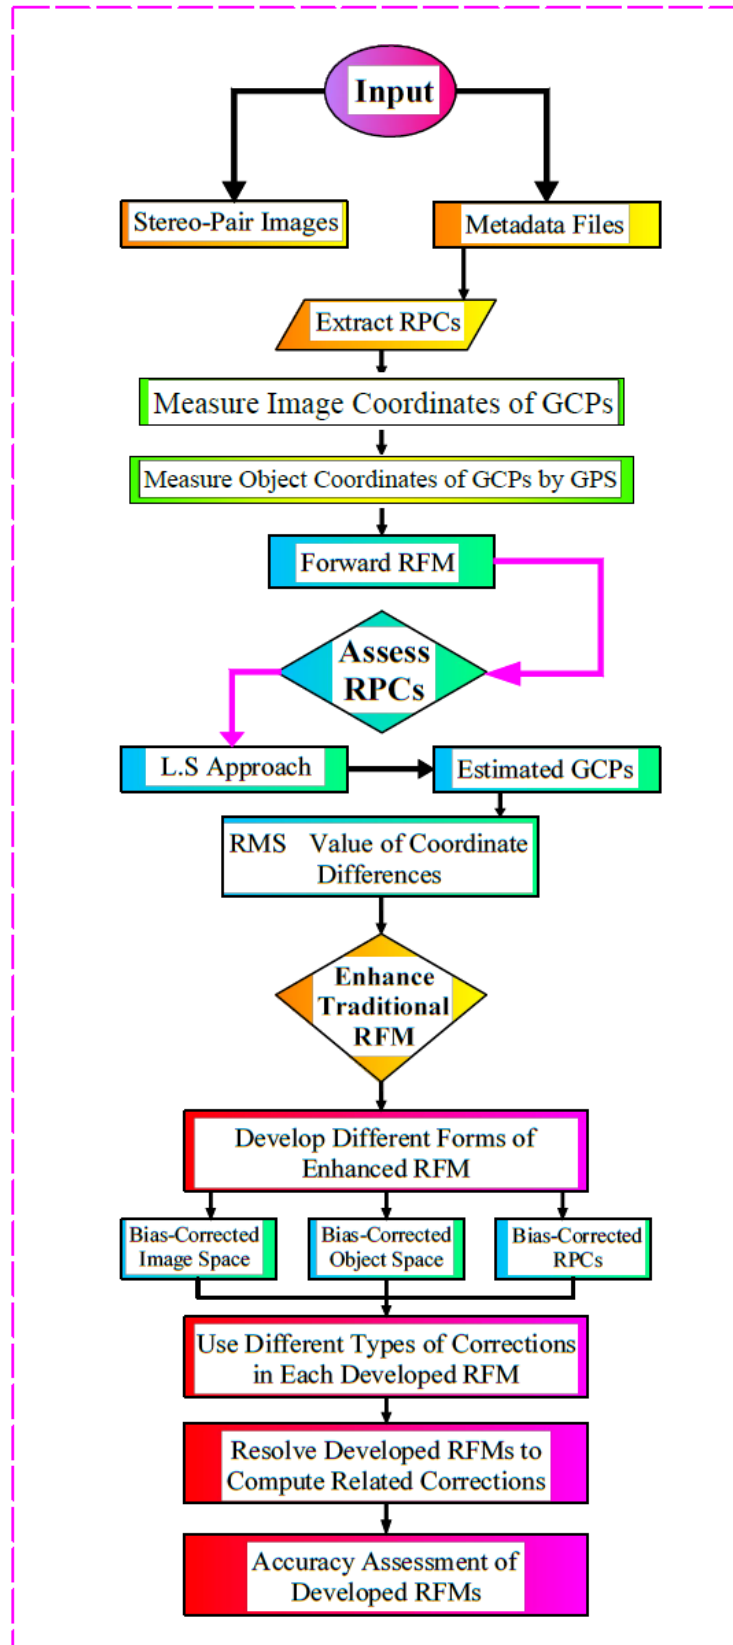 Input
Stereo-Pair Images
Metadata Files
Extract RPCs
Measure Image Coordinates of GCPs
Measure Object Coordinates of GCPs by GPS
Forward RFM
Assess
RPCs
L.S Approach
Estimated GCPs
RMS Value of Coordinate
Differences
Enhance
Traditional
RFM
Develop Different Forms of
Enhanced RFM
Bias-Corrected
Image Space
Bias-Corrected
Object Space
Bias-Corrected
RPCs
Use Different Types of Corrections
in Each Developed RFM
Resolve Developed RFMs to
Compute Related Corrections
Accuracy Assessment of
Developed RFMs